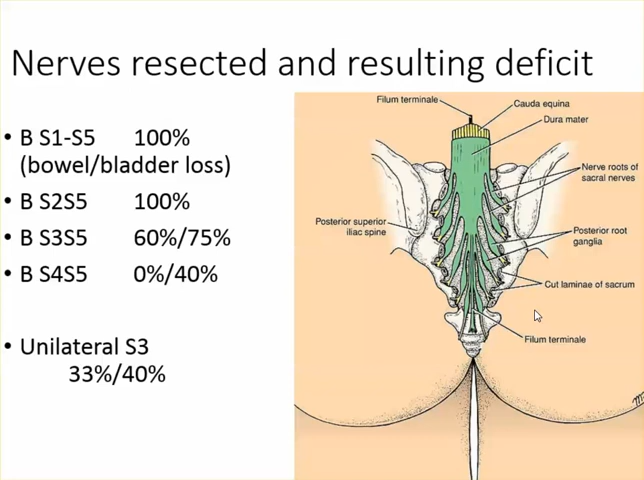 Nerves resected and resulting deficit
• B S1-S5 100%
(bowel/bladder loss)
• B S2S5 100%
• B S3S5 60%/75%
• B S4S5 0%/40%
• Unilateral S3
33%/40%
Filum terminale
Cauda equina
Dura mater
Nerve roots of
sacral nerves
Posterior superior
iliac spine
Posterior root
ganglia
Cut laminae of sacrum
Filum terminale